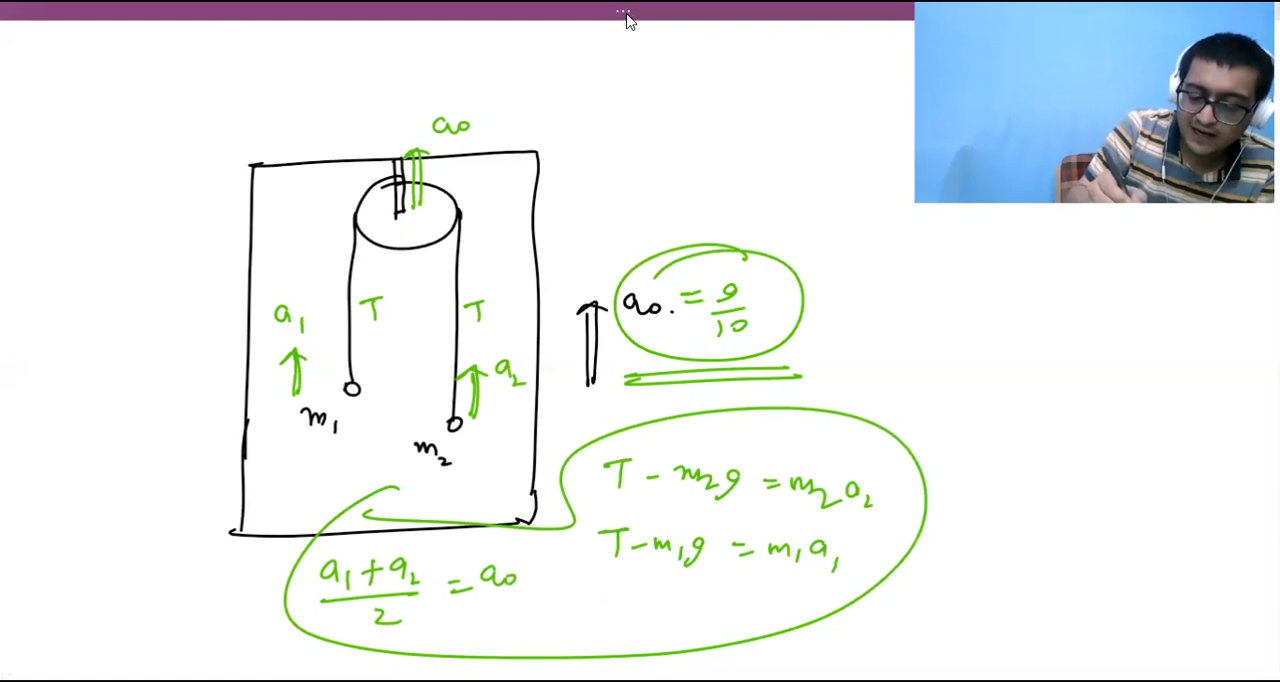 a₀
a₁
T
T
a₂
m₁
m₂
a₀. = g/10
T - m₂g = m₂a₂
T - m₁g = m₁a₁
(a₁ + a₂)/2 = a₀